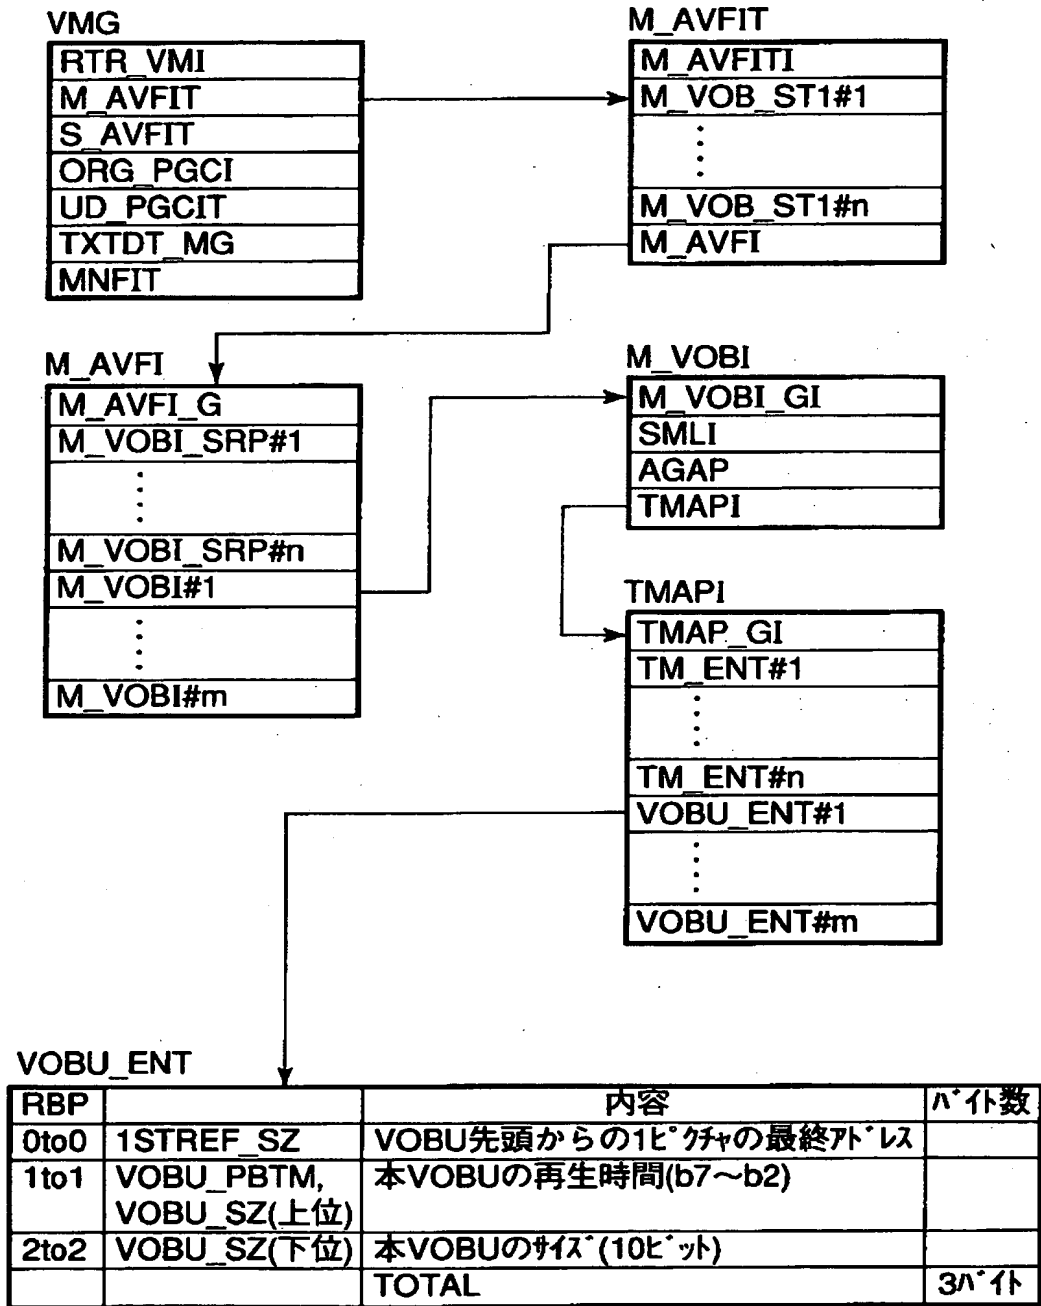 VMG
RTR_VMI
M_AVFIT
S_AVFIT
ORG_PGCI
UD_PGCIT
TXTDT_MG
MNFIT
M_AVFIT
M_AVFITI
M_VOB_ST1#1
M_VOB_ST1#n
M_AVFI
M_AVFI
M_AVFI_G
M_VOBI_SRP#1
M_VOBI_SRP#n
M_VOBI#1
M_VOBI#m
M_VOBI
M_VOBI_GI
SMLI
AGAP
TMAPI
TMAPI
TMAP_GI
TM_ENT#1
TM_ENT#n
VOBU_ENT#1
VOBU_ENT#m
VOBU_ENT
RBP 内容 ﾊﾞｲﾄ数
0to0 1STREF_SZ VOBU先頭からの1ﾋﾟｸﾁｬの最終ｱﾄﾞﾚｽ
1to1 VOBU_PBTM, 本VOBUの再生時間(b7～b2)
VOBU_SZ(上位)
2to2 VOBU_SZ(下位) 本VOBUのｻｲｽﾞ(10ﾋﾞｯﾄ)
TOTAL 3ﾊﾞｲﾄ